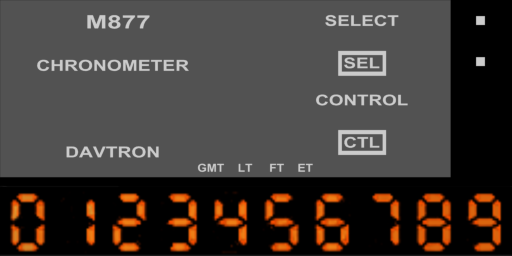 M877
SELECT
CHRONOMETER
SEL
CONTROL
CTL
DAVTRON
GMT LT FT ET
0123456789